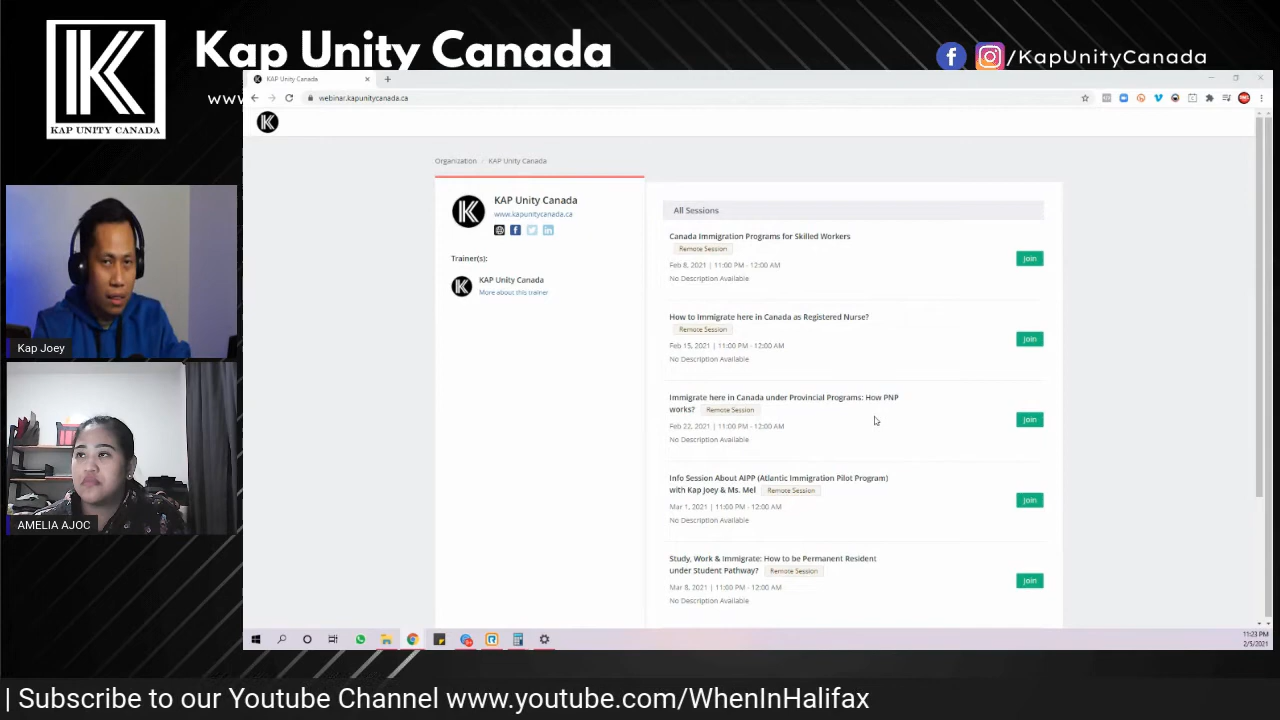 Kap Unity Canada
KAP UNITY CANADA
www
/KapUnityCanada
KAP Unity Canada
webinar.kapunitycanada.ca
Organization / KAP Unity Canada
KAP Unity Canada
www.kapunitycanada.ca
Trainer(s):
KAP Unity Canada
More about this trainer
All Sessions
Canada Immigration Programs for Skilled Workers
Remote Session
Feb 8, 2021 | 11:00 PM - 12:00 AM
No Description Available
Join
How to Immigrate here in Canada as Registered Nurse?
Remote Session
Feb 15, 2021 | 11:00 PM - 12:00 AM
No Description Available
Join
Immigrate here in Canada under Provincial Programs: How PNP
works? Remote Session
Feb 22, 2021 | 11:00 PM - 12:00 AM
No Description Available
Join
Info Session About AIPP (Atlantic Immigration Pilot Program)
with Kap Joey & Ms. Mel Remote Session
Mar 1, 2021 | 11:00 PM - 12:00 AM
No Description Available
Join
Study, Work & Immigrate: How to be Permanent Resident
under Student Pathway? Remote Session
Mar 8, 2021 | 11:00 PM - 12:00 AM
No Description Available
Join
Kap Joey
AMELIA AJOC
11:23 PM
2/5/2021
| Subscribe to our Youtube Channel www.youtube.com/WhenInHalifax